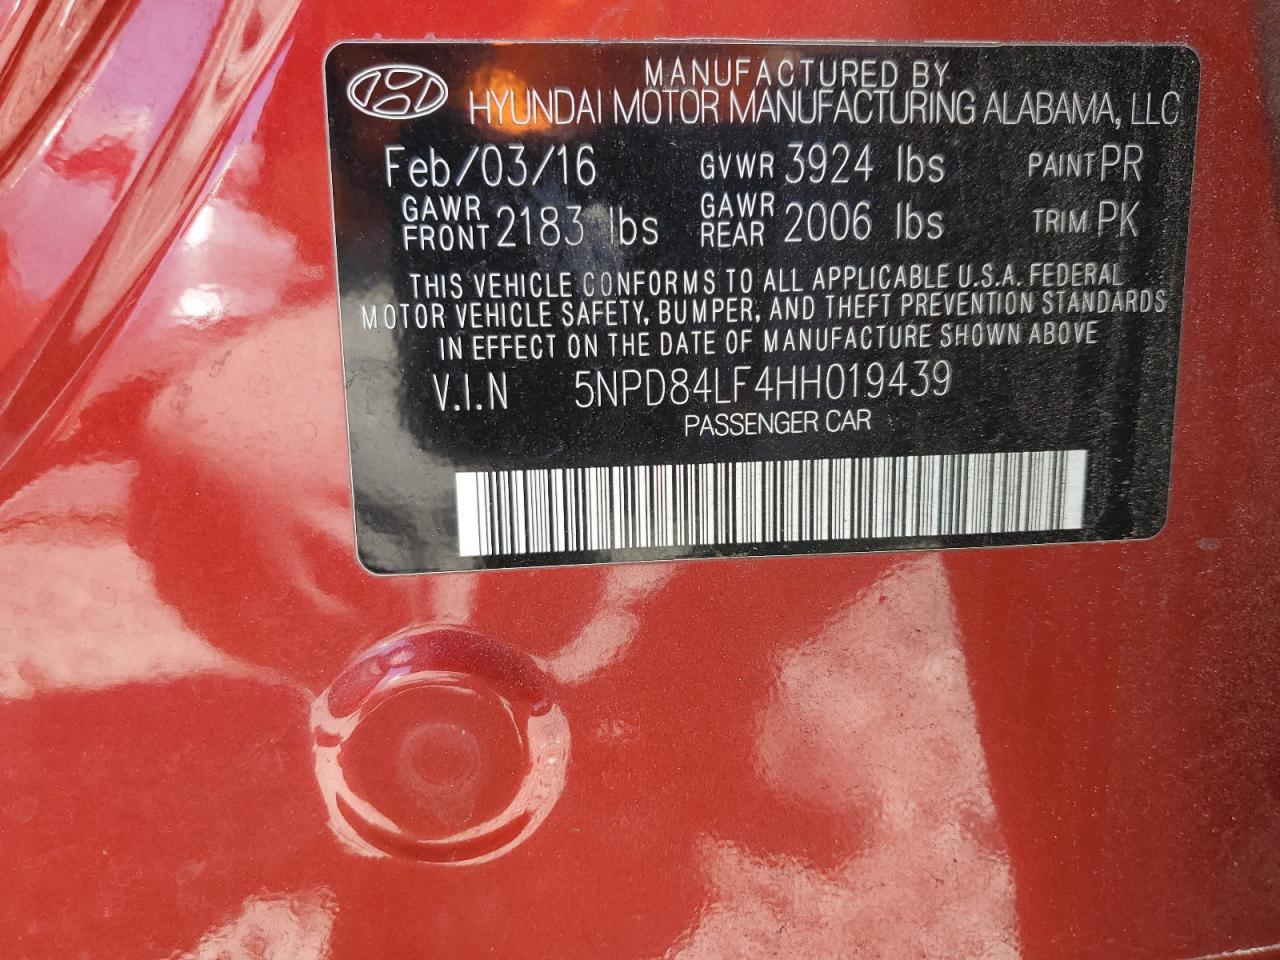 MANUFACTURED BY
HYUNDAI MOTOR MANUFACTURING ALABAMA, LLC
Feb/03/16 GVWR 3924 lbs PAINT PR
GAWR FRONT 2183 lbs GAWR REAR 2006 lbs TRIM PK
THIS VEHICLE CONFORMS TO ALL APPLICABLE U.S.A. FEDERAL
MOTOR VEHICLE SAFETY, BUMPER, AND THEFT PREVENTION STANDARDS
IN EFFECT ON THE DATE OF MANUFACTURE SHOWN ABOVE
V.I.N 5NPD84LF4HH019439
PASSENGER CAR